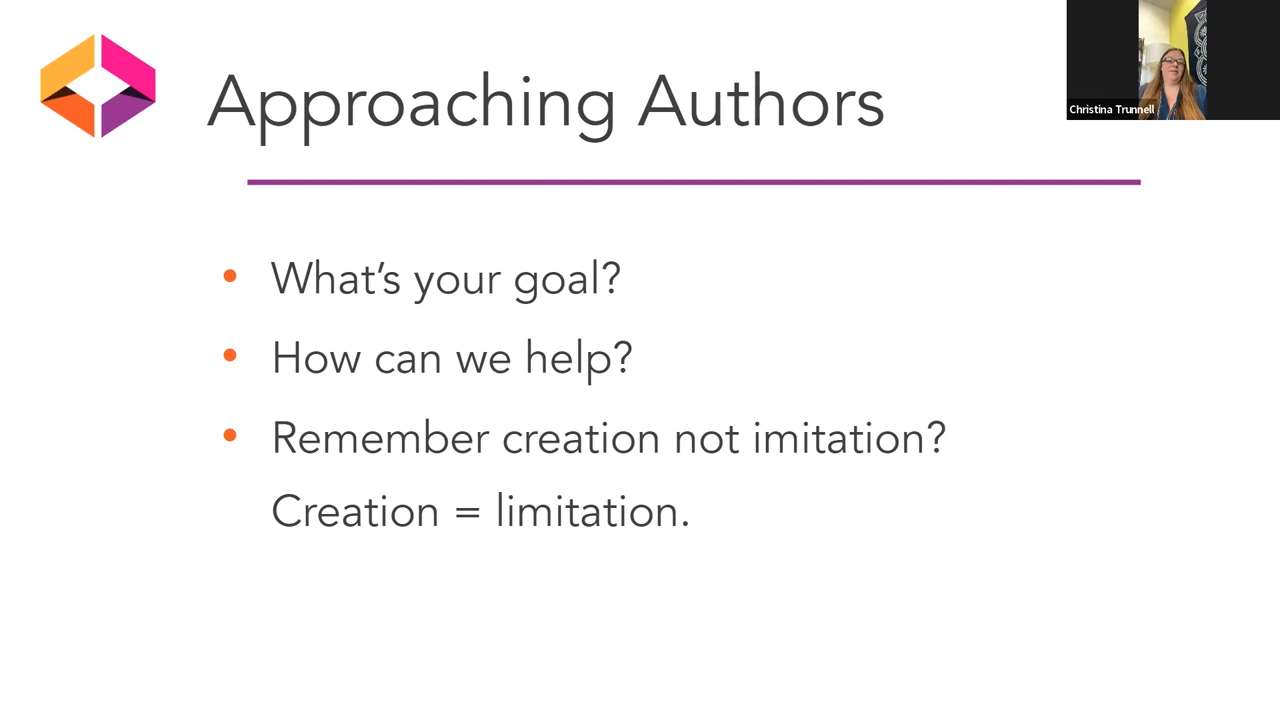 Approaching Authors
Christina Trunnell
• What's your goal?
• How can we help?
• Remember creation not imitation?
Creation = limitation.